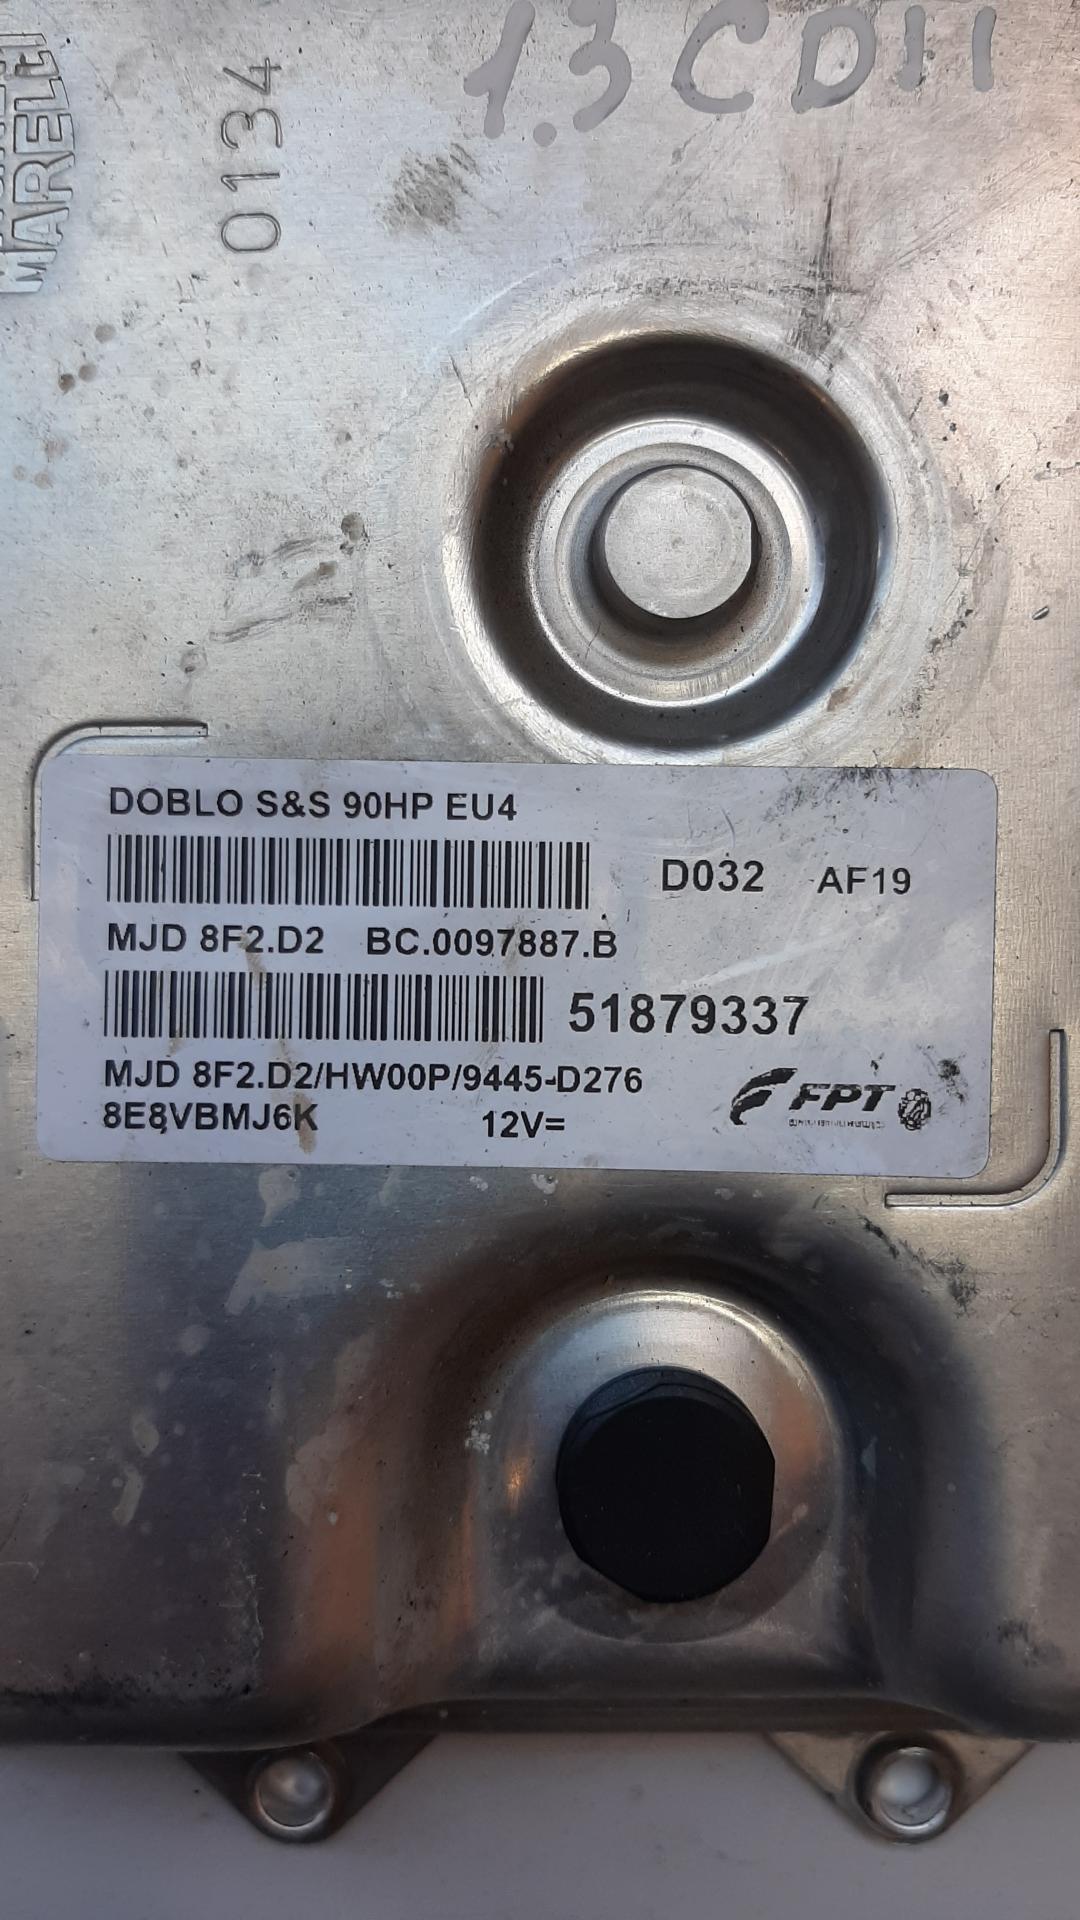 1.3 CDTI
MARELLI
0134
DOBLO S&S 90HP EU4
D032 AF19
MJD 8F2.D2 BC.0097887.B
51879337
MJD 8F2.D2/HW00P/9445-D276
8E8VBMJ6K 12V=
FPT